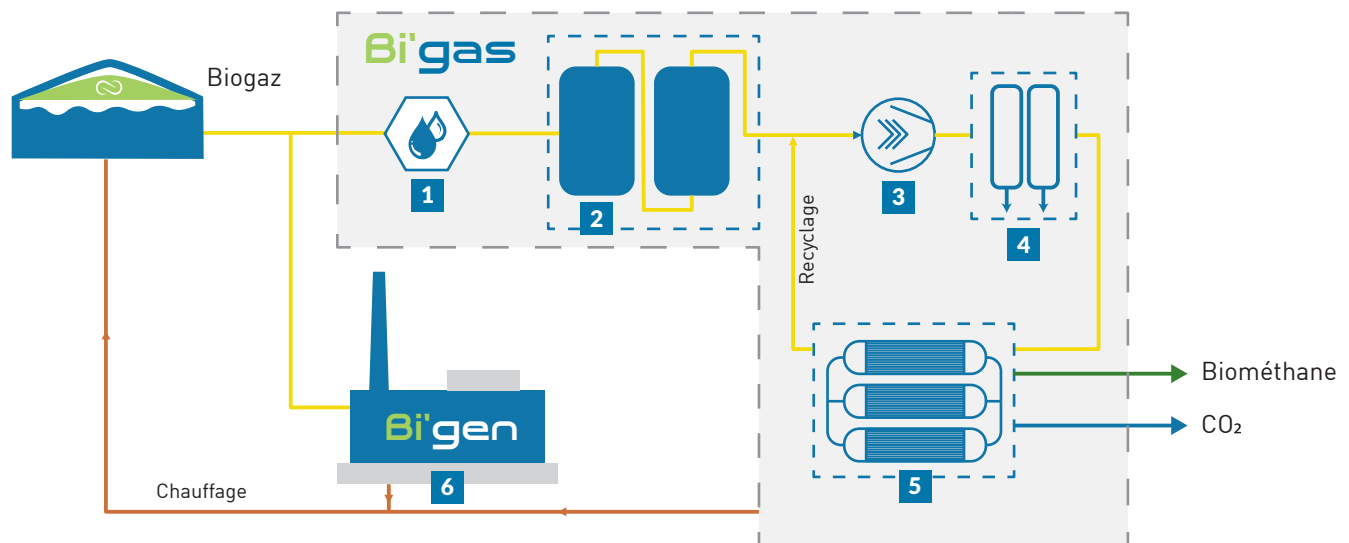 Bi'gas
Biogaz
1
2
3
4
Recyclage
5
Biométhane
CO₂
Bi'gen
6
Chauffage